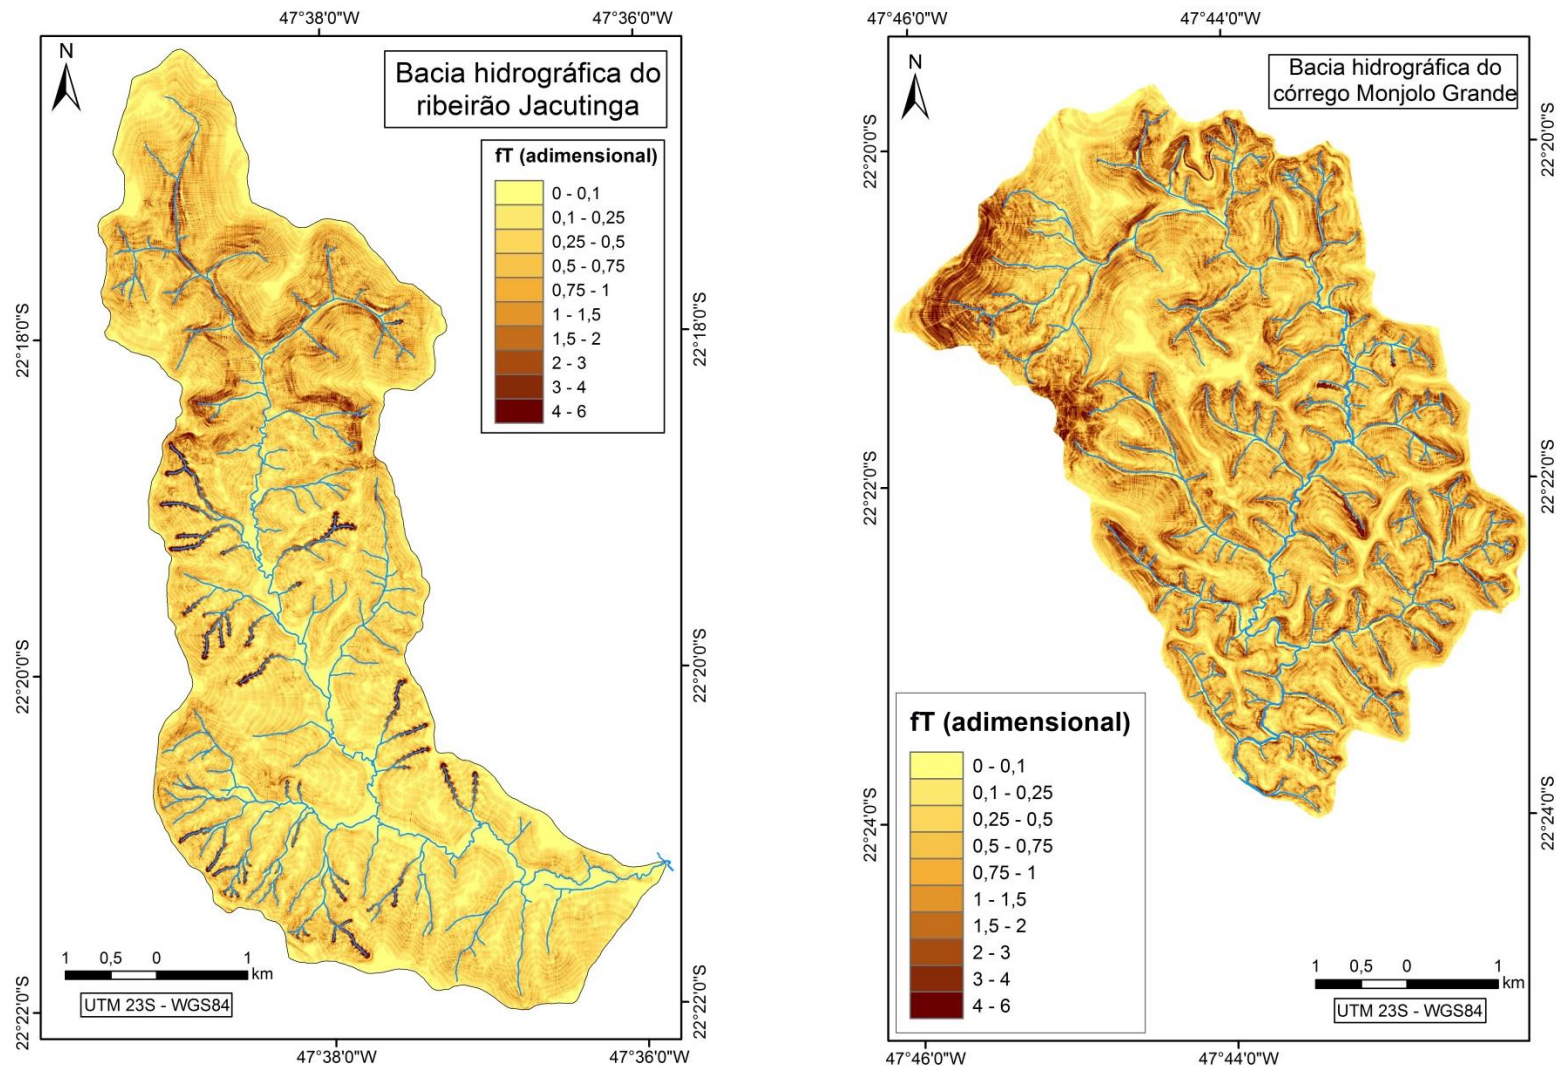 47°38'0"W
47°36'0"W
N
Bacia hidrográfica do
ribeirão Jacutinga
fT (adimensional)
0 - 0,1
0,1 - 0,25
0,25 - 0,5
0,5 - 0,75
0,75 - 1
1 - 1,5
1,5 - 2
2 - 3
3 - 4
4 - 6
22°18'0"S
22°18'0"S
22°20'0"S
22°20'0"S
22°22'0"S
22°22'0"S
1
0,5
0
1
km
UTM 23S - WGS84
47°38'0"W
47°36'0"W
47°46'0"W
47°44'0"W
N
Bacia hidrográfica do
córrego Monjolo Grande
22°20'0"S
22°20'0"S
22°22'0"S
22°22'0"S
22°24'0"S
22°24'0"S
fT (adimensional)
0 - 0,1
0,1 - 0,25
0,25 - 0,5
0,5 - 0,75
0,75 - 1
1 - 1,5
1,5 - 2
2 - 3
3 - 4
4 - 6
1
0,5
0
1
km
UTM 23S - WGS84
47°46'0"W
47°44'0"W